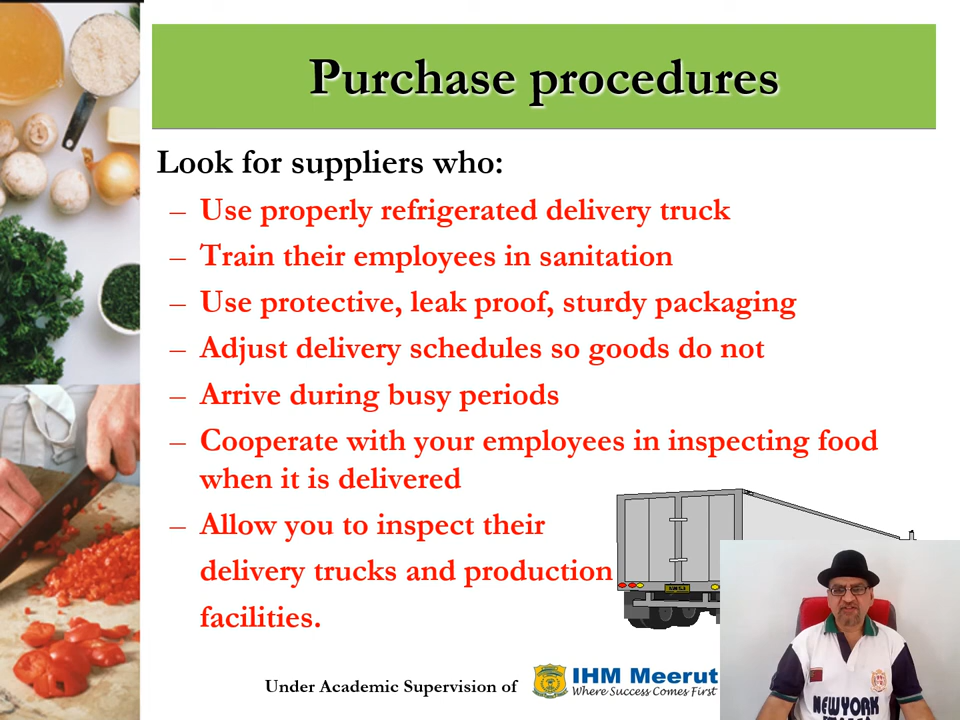 Purchase procedures
Look for suppliers who:
– Use properly refrigerated delivery truck
– Train their employees in sanitation
– Use protective, leak proof, sturdy packaging
– Adjust delivery schedules so goods do not
– Arrive during busy periods
– Cooperate with your employees in inspecting food
when it is delivered
– Allow you to inspect their
delivery trucks and production
facilities.
Under Academic Supervision of
IHM Meerut
Where Success Comes First
NEWYORK